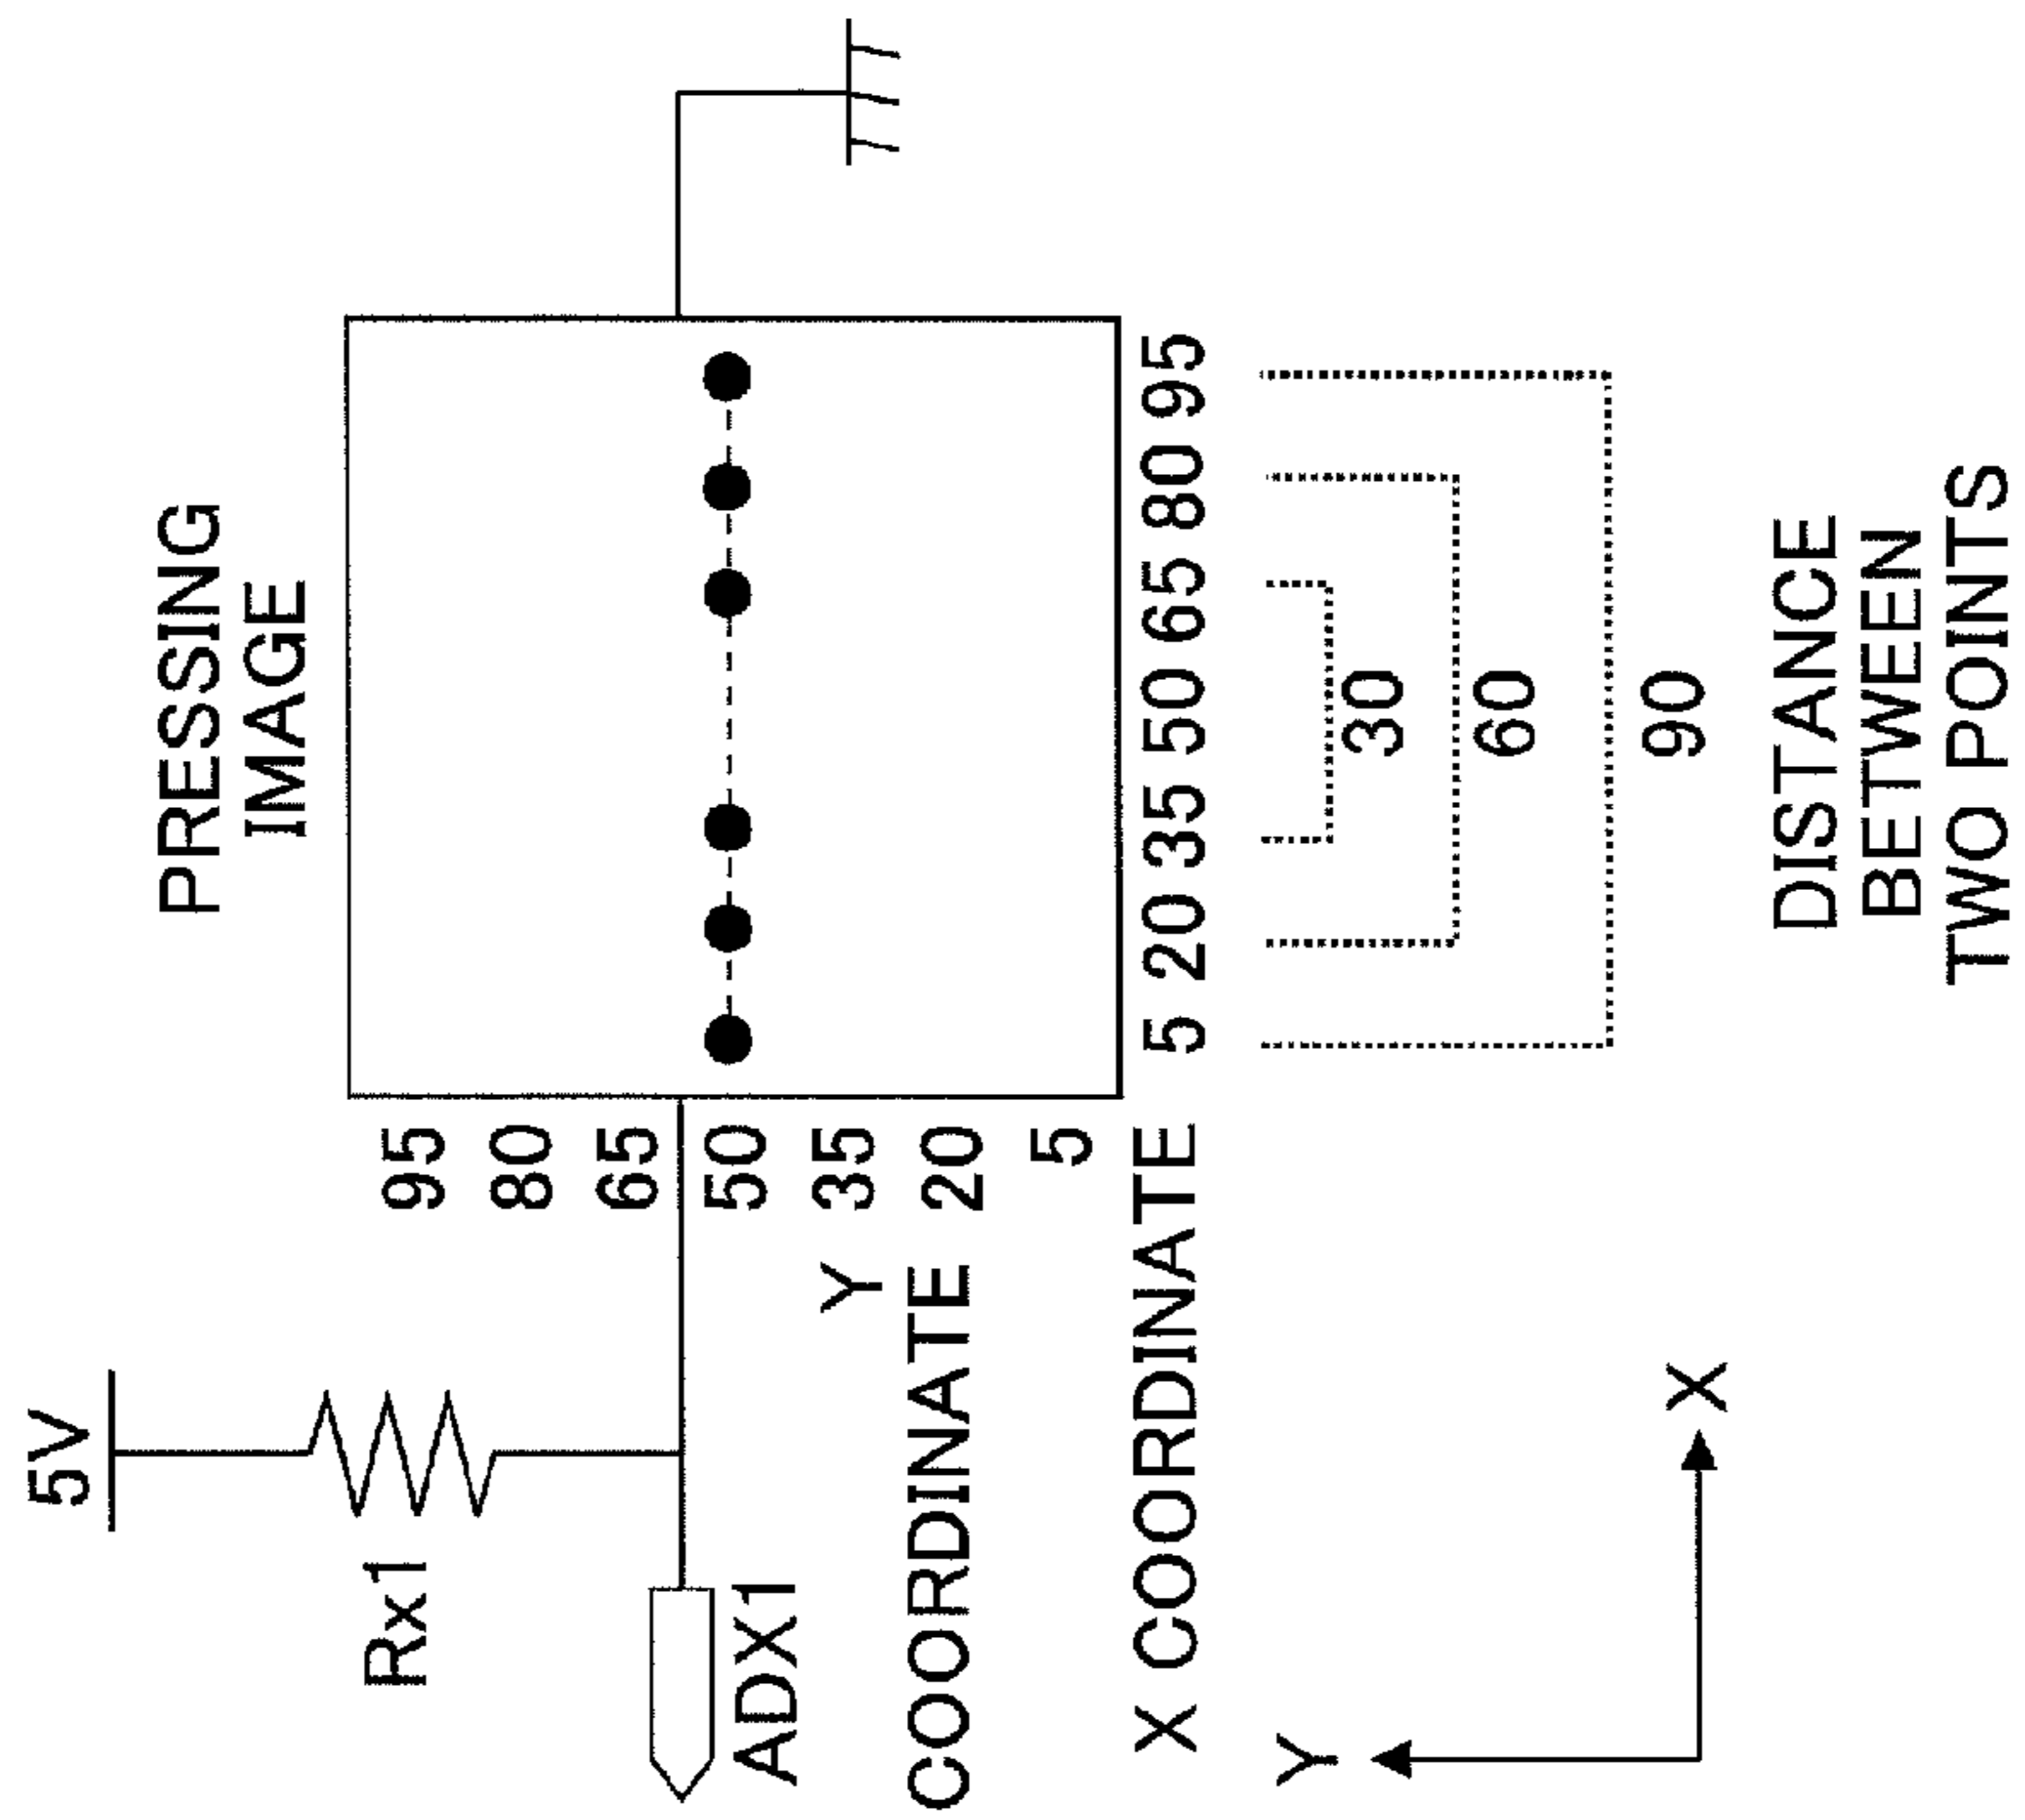 PRESSING
IMAGE
5V
Rx1
ADX1
95
80
65
50
35
20
5
Y
COORDINATE
X COORDINATE
5 20 35 50 65 80 95
30
60
90
DISTANCE
BETWEEN
TWO POINTS
Y
X